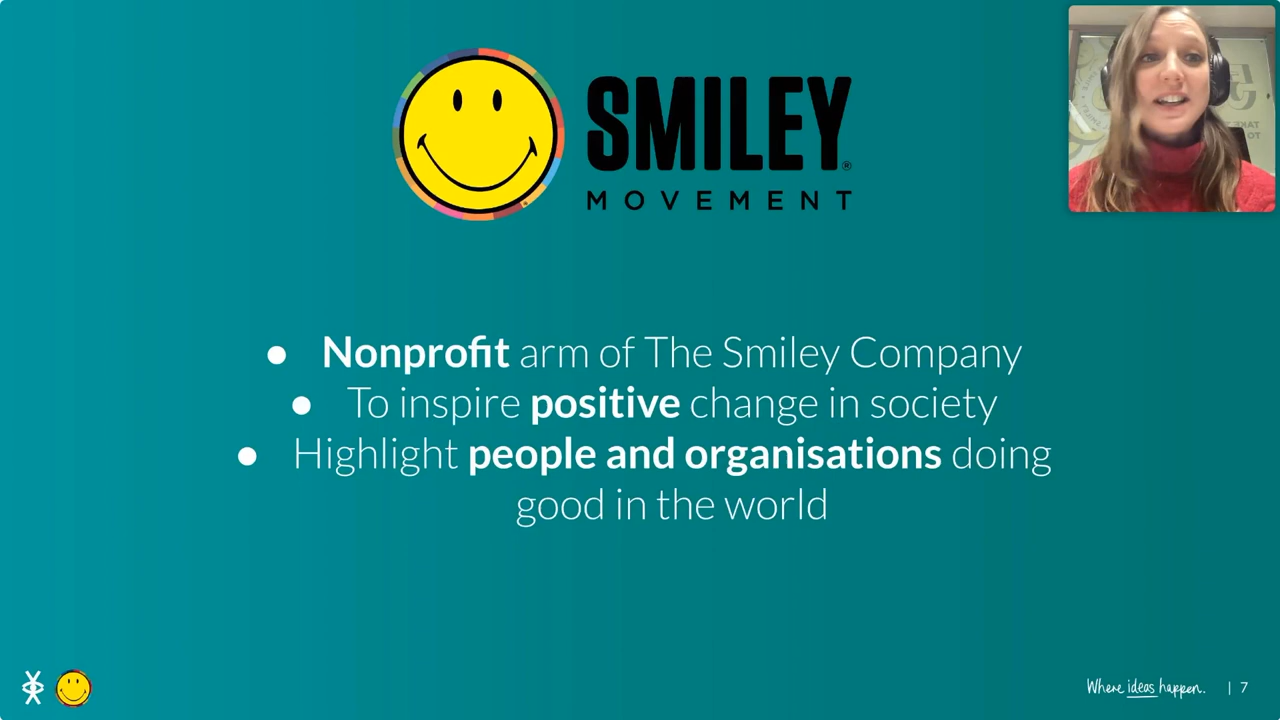 SMILEY®
MOVEMENT
● Nonprofit arm of The Smiley Company
● To inspire positive change in society
● Highlight people and organisations doing
good in the world
Where ideas happen. | 7